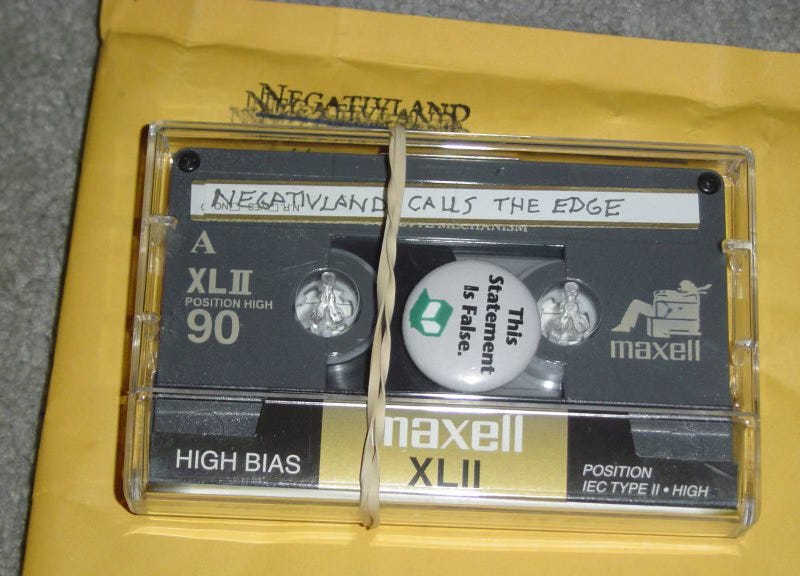 NEGATIVLAND
NEGATIVLAND CALLS THE EDGE
A
XLII
POSITION HIGH
90
This
Statement
Is False.
maxell
maxell
HIGH BIAS
XLII
POSITION
IEC TYPE II • HIGH